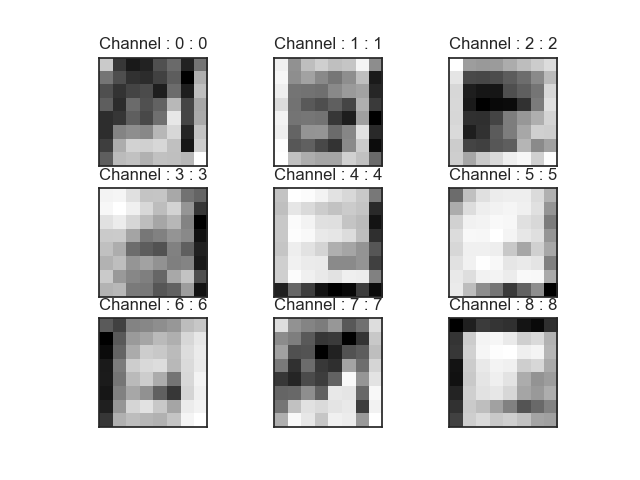 Channel : 0 : 0
Channel : 1 : 1
Channel : 2 : 2
Channel : 3 : 3
Channel : 4 : 4
Channel : 5 : 5
Channel : 6 : 6
Channel : 7 : 7
Channel : 8 : 8